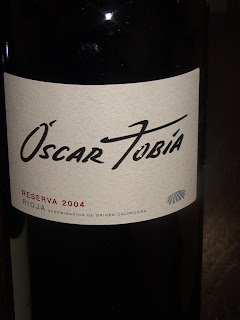 Óscar Tobía
RESERVA 2004
RIOJA DENOMINACIÓN DE ORIGEN CALIFICADA